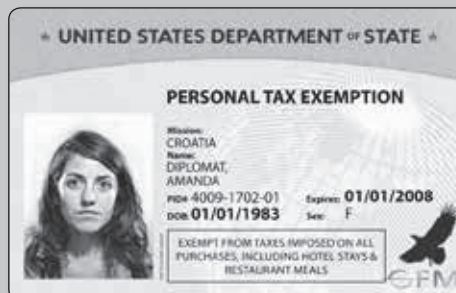 ★ UNITED STATES DEPARTMENT OF STATE ★
PERSONAL TAX EXEMPTION
Mission:
CROATIA
Name:
DIPLOMAT,
AMANDA
PID# 4009-1702-01 Expires: 01/01/2008
DOB: 01/01/1983 Sex: F
EXEMPT FROM TAXES IMPOSED ON ALL
PURCHASES, INCLUDING HOTEL STAYS &
RESTAURANT MEALS
GFM